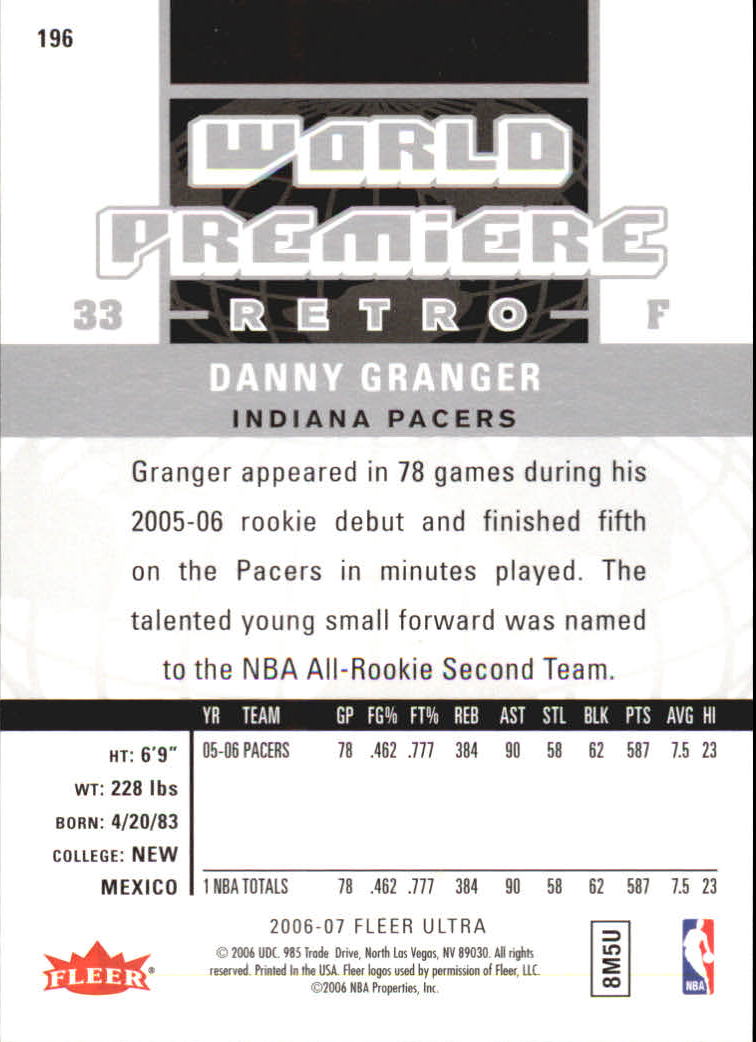 196
WORLD
PREMIERE
33 RETRO F
DANNY GRANGER
INDIANA PACERS
Granger appeared in 78 games during his
2005-06 rookie debut and finished fifth
on the Pacers in minutes played. The
talented young small forward was named
to the NBA All-Rookie Second Team.
YR TEAM GP FG% FT% REB AST STL BLK PTS AVG HI
HT: 6'9" 05-06 PACERS 78 .462 .777 384 90 58 62 587 7.5 23
WT: 228 lbs
BORN: 4/20/83
COLLEGE: NEW
MEXICO 1 NBA TOTALS 78 .462 .777 384 90 58 62 587 7.5 23
2006-07 FLEER ULTRA
© 2006 UDC. 985 Trade Drive, North Las Vegas, NV 89030. All rights
reserved. Printed In the USA. Fleer logos used by permission of Fleer, LLC.
©2006 NBA Properties, Inc.
FLEER®
8M5U
NBA